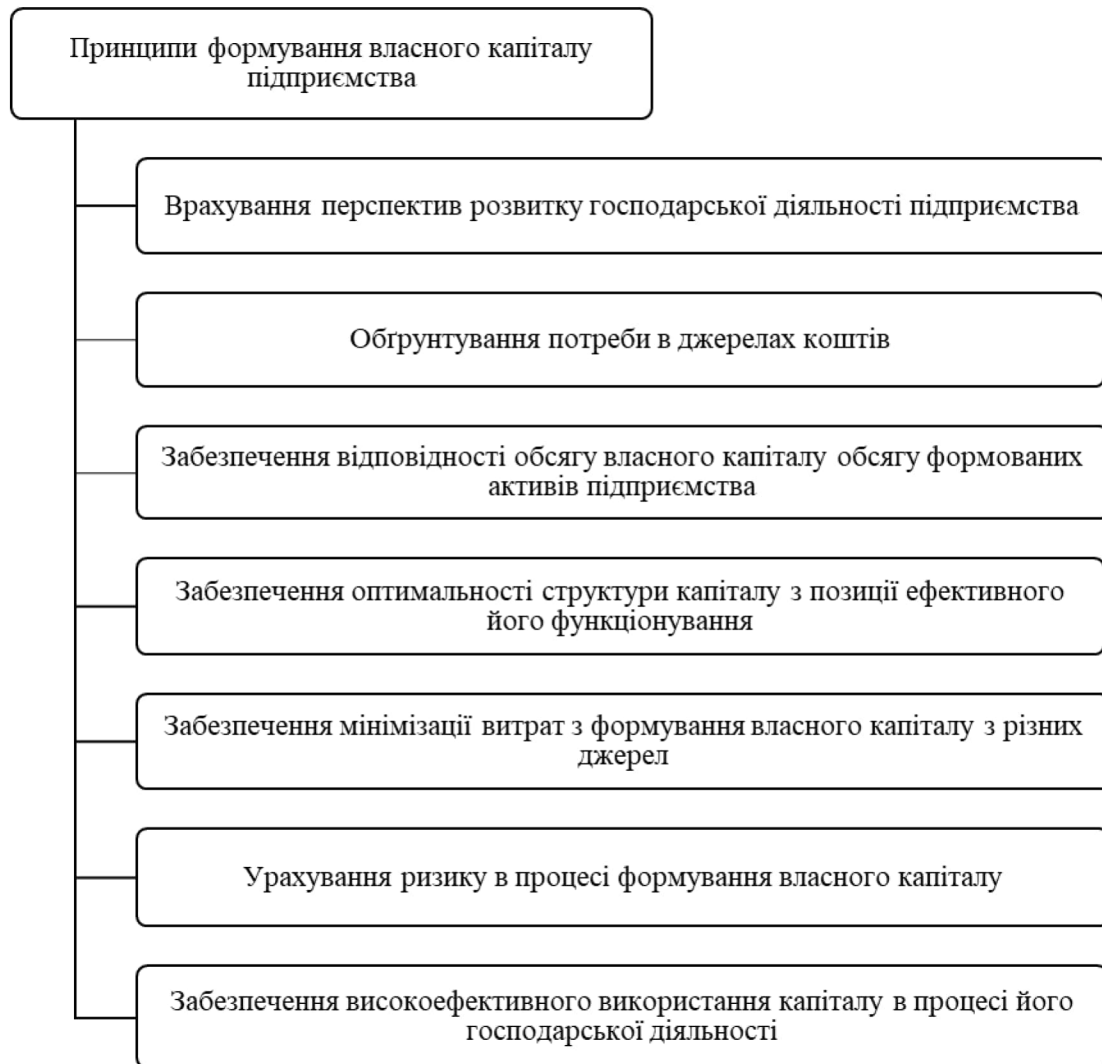 Принципи формування власного капіталу
підприємства
Врахування перспектив розвитку господарської діяльності підприємства
Обґрунтування потреби в джерелах коштів
Забезпечення відповідності обсягу власного капіталу обсягу формованих
активів підприємства
Забезпечення оптимальності структури капіталу з позиції ефективного
його функціонування
Забезпечення мінімізації витрат з формування власного капіталу з різних
джерел
Урахування ризику в процесі формування власного капіталу
Забезпечення високоефективного використання капіталу в процесі його
господарської діяльності